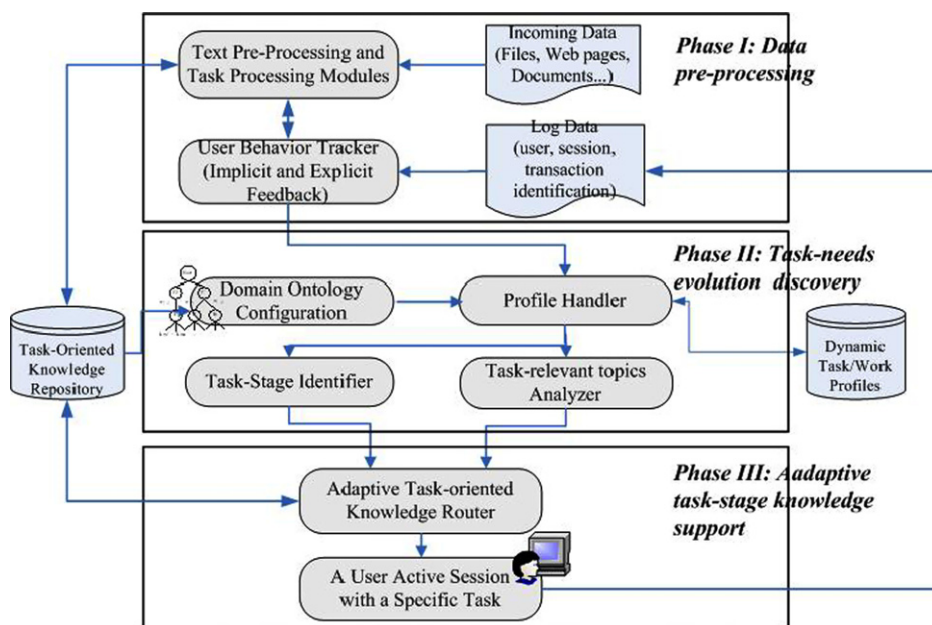 Text Pre-Processing and
Task Processing Modules
Incoming Data
(Files, Web pages,
Documents...)
Phase I: Data
pre-processing
User Behavior Tracker
(Implicit and Explicit
Feedback)
Log Data
(user, session,
transaction
identification)
Phase II: Task-needs
evolution discovery
Domain Ontology
Configuration
Profile Handler
Task-Oriented
Knowledge
Repository
Task-Stage Identifier
Task-relevant topics
Analyzer
Dynamic
Task/Work
Profiles
Phase III: Aadaptive
task-stage knowledge
support
Adaptive Task-oriented
Knowledge Router
A User Active Session
with a Specific Task